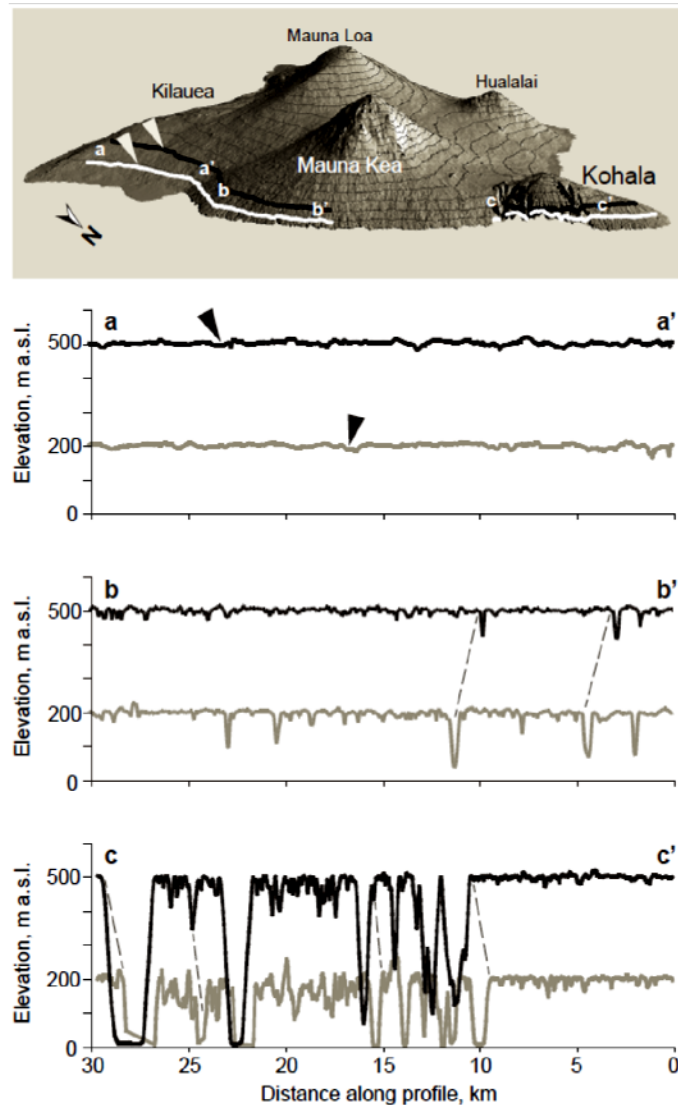 Mauna Loa
Hualalai
Kilauea
Mauna Kea
Kohala
a
a'
b
b'
c
c'
N
Elevation, m a.s.l.
a
a'
500
200
0
Elevation, m a.s.l.
b
b'
500
200
0
Elevation, m a.s.l.
c
c'
500
200
0
30 25 20 15 10 5 0
Distance along profile, km